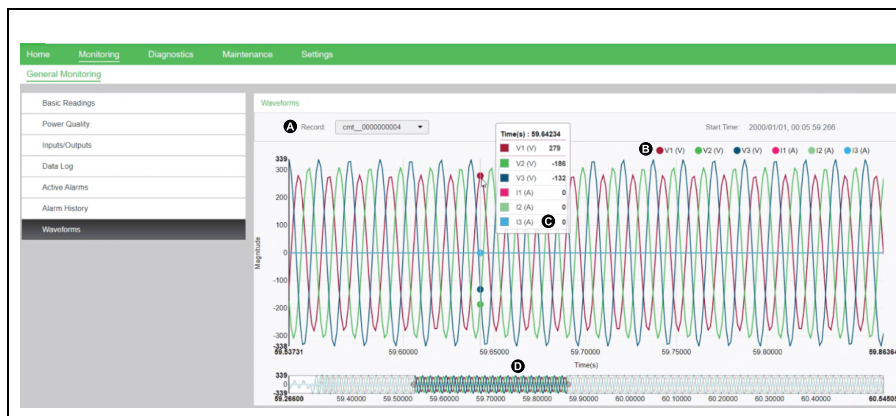 Home Monitoring Diagnostics Maintenance Settings
General Monitoring
Basic Readings
Power Quality
Inputs/Outputs
Data Log
Active Alarms
Alarm History
Waveforms
Waveforms
A Record: cmt__0000000004
Start Time: 2000/01/01, 00:05:59.266
B V1 (V) V2 (V) V3 (V) I1 (A) I2 (A) I3 (A)
Time(s) : 59.64234
V1 (V) 279
V2 (V) -186
V3 (V) -132
I1 (A) 0
I2 (A) 0
I3 (A) C 0
Magnitude
339
300
200
100
0
-100
-200
-300
-338
59.53731 59.60000 59.65000 59.70000 59.75000 59.80000 59.86364
Time(s)
D
339
0
-339
59.26600 59.40000 59.50000 59.60000 59.70000 59.80000 59.90000 60.00000 60.10000 60.20000 60.30000 60.40000